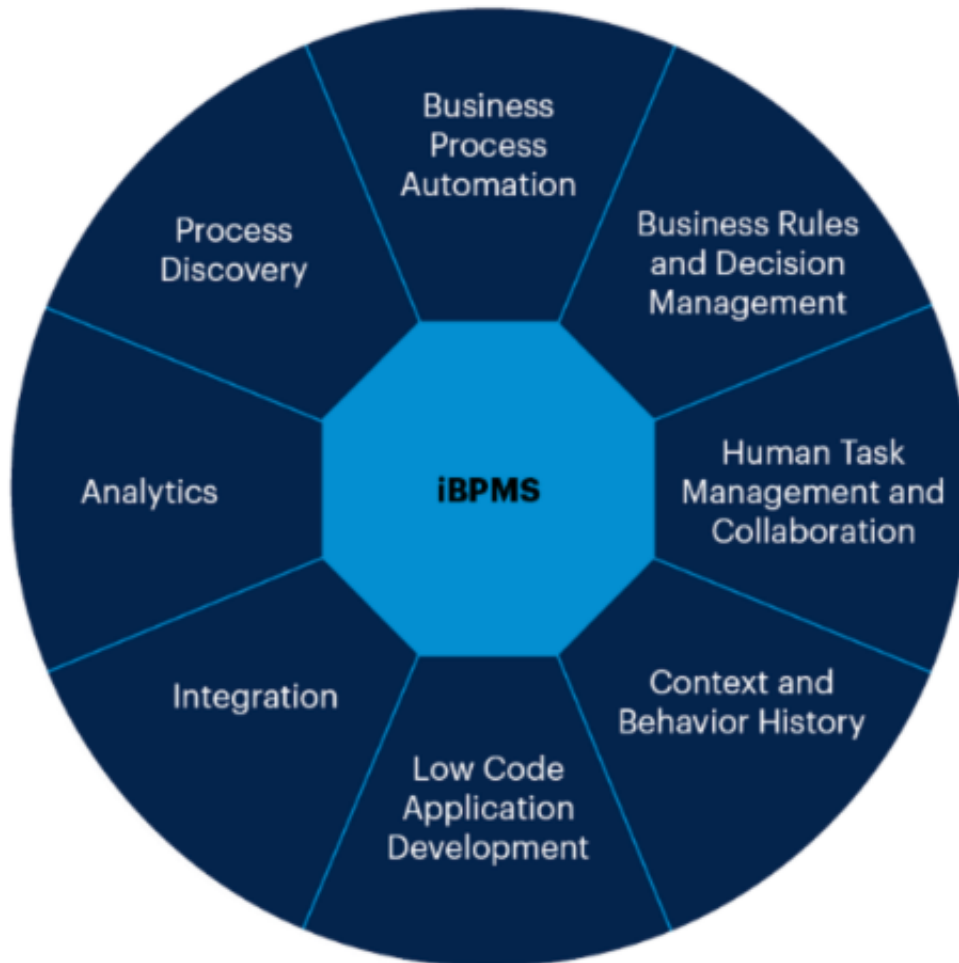 Business
Process
Automation
Business Rules
and Decision
Management
Human Task
Management and
Collaboration
Context and
Behavior History
Low Code
Application
Development
Integration
Analytics
Process
Discovery
iBPMS